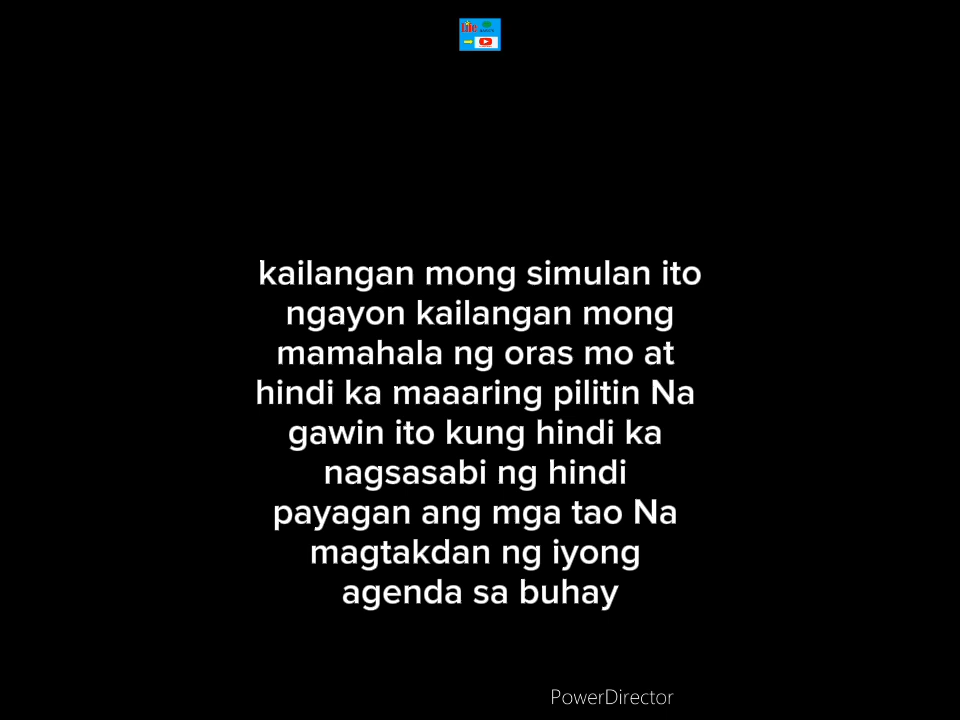 Life
kailangan mong simulan ito
ngayon kailangan mong
mamahala ng oras mo at
hindi ka maaaring pilitin Na
gawin ito kung hindi ka
nagsasabi ng hindi
payagan ang mga tao Na
magtakdan ng iyong
agenda sa buhay
PowerDirector